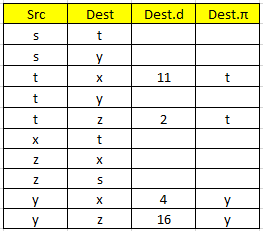 Src Dest Dest.d Dest.π
s t
s y
t x 11 t
t y
t z 2 t
x t
z x
z s
y x 4 y
y z 16 y